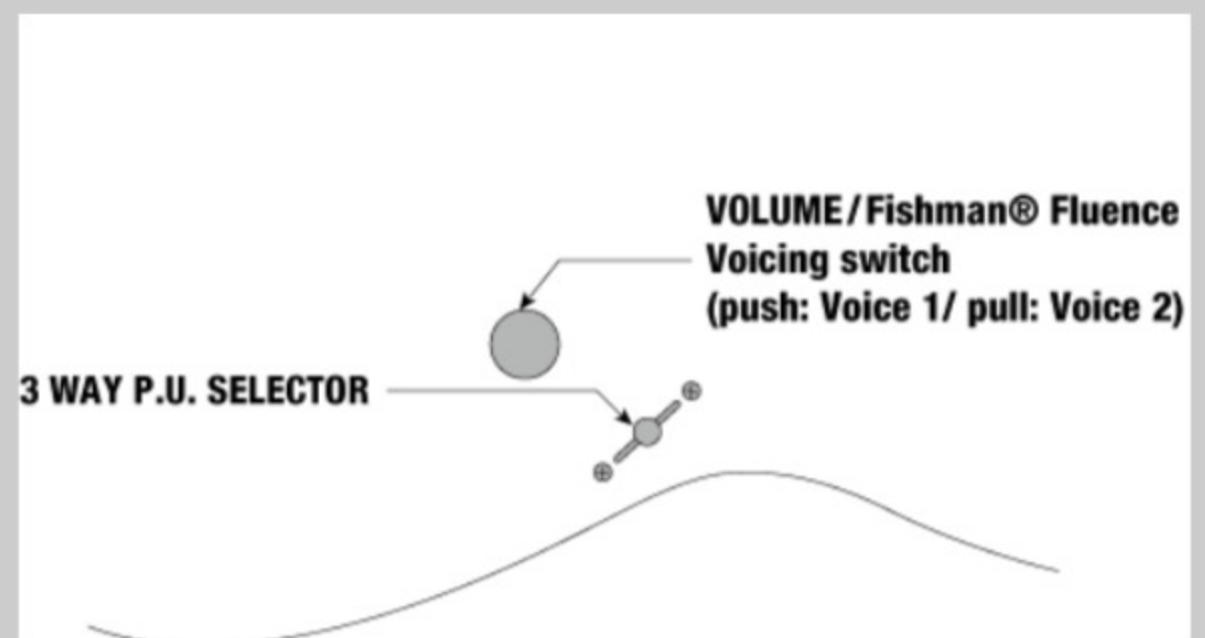 VOLUME/Fishman® Fluence
Voicing switch
(push: Voice 1/ pull: Voice 2)
3 WAY P.U. SELECTOR